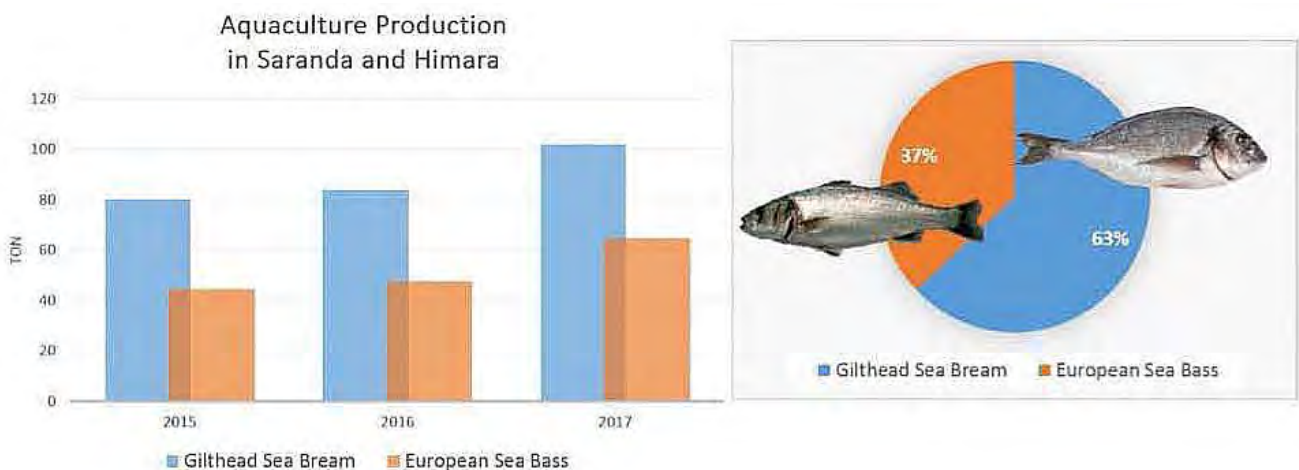 Aquaculture Production
in Saranda and Himara
120
100
80
60
40
20
0
TON
2015
2016
2017
Gilthead Sea Bream
European Sea Bass
37%
63%
Gilthead Sea Bream
European Sea Bass